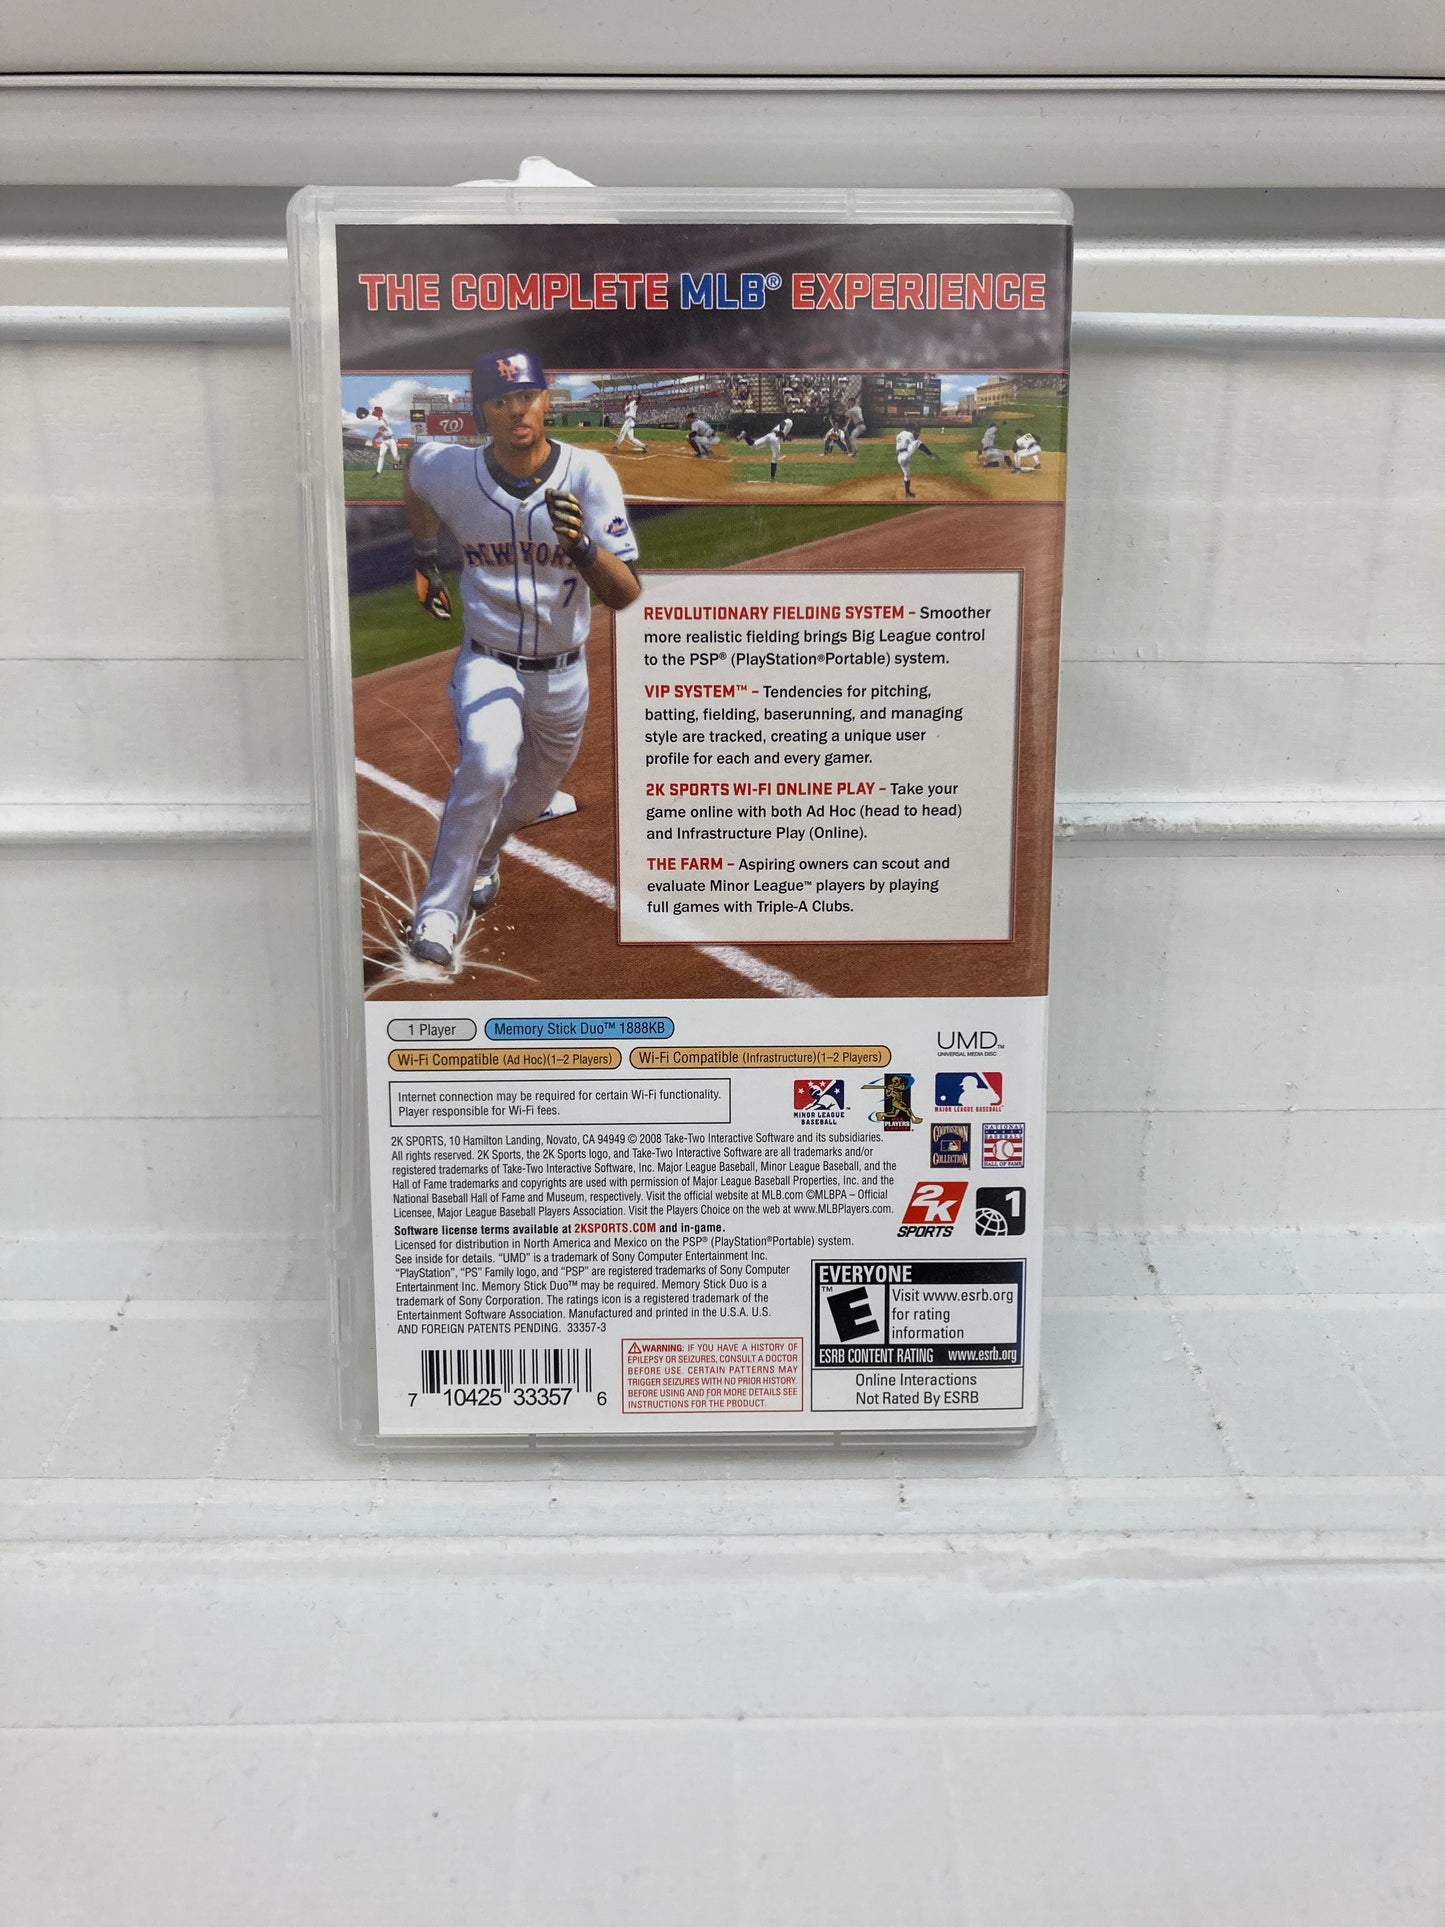 THE COMPLETE MLB® EXPERIENCE
NY
W
NEW YORK
7
REVOLUTIONARY FIELDING SYSTEM – Smoother
more realistic fielding brings Big League control
to the PSP® (PlayStation®Portable) system.
VIP SYSTEM™ – Tendencies for pitching,
batting, fielding, baserunning, and managing
style are tracked, creating a unique user
profile for each and every gamer.
2K SPORTS WI-FI ONLINE PLAY – Take your
game online with both Ad Hoc (head to head)
and Infrastructure Play (Online).
THE FARM – Aspiring owners can scout and
evaluate Minor League™ players by playing
full games with Triple-A Clubs.
1 Player
Memory Stick Duo™ 1888KB
Wi-Fi Compatible (Ad Hoc)(1–2 Players)
Wi-Fi Compatible (Infrastructure)(1–2 Players)
UMD™
UNIVERSAL MEDIA DISC
Internet connection may be required for certain Wi-Fi functionality.
Player responsible for Wi-Fi fees.
MINOR LEAGUE
BASEBALL™
PLAYERS
CHOICE
MAJOR LEAGUE BASEBALL
COOPERSTOWN
COLLECTION
NATIONAL
BASEBALL
HALL OF FAME
2K SPORTS, 10 Hamilton Landing, Novato, CA 94949 © 2008 Take-Two Interactive Software and its subsidiaries.
All rights reserved. 2K Sports, the 2K Sports logo, and Take-Two Interactive Software are all trademarks and/or
registered trademarks of Take-Two Interactive Software, Inc. Major League Baseball, Minor League Baseball, and the
Hall of Fame trademarks and copyrights are used with permission of Major League Baseball Properties, Inc. and the
National Baseball Hall of Fame and Museum, respectively. Visit the official website at MLB.com ©MLBPA – Official
Licensee, Major League Baseball Players Association. Visit the Players Choice on the web at www.MLBPlayers.com.
Software license terms available at 2KSPORTS.COM and in-game.
Licensed for distribution in North America and Mexico on the PSP® (PlayStation®Portable) system.
See inside for details. “UMD” is a trademark of Sony Computer Entertainment Inc.
“PlayStation”, “PS” Family logo, and “PSP” are registered trademarks of Sony Computer
Entertainment Inc. Memory Stick Duo™ may be required. Memory Stick Duo is a
trademark of Sony Corporation. The ratings icon is a registered trademark of the
Entertainment Software Association. Manufactured and printed in the U.S.A. U.S.
AND FOREIGN PATENTS PENDING. 33357-3
2K
SPORTS
1
EVERYONE
™
E
Visit www.esrb.org
for rating
information
ESRB CONTENT RATING www.esrb.org
Online Interactions
Not Rated By ESRB
WARNING: IF YOU HAVE A HISTORY OF
EPILEPSY OR SEIZURES, CONSULT A DOCTOR
BEFORE USE. CERTAIN PATTERNS MAY
TRIGGER SEIZURES WITH NO PRIOR HISTORY.
BEFORE USING AND FOR MORE DETAILS SEE
INSTRUCTIONS FOR THE PRODUCT.
7 10425 33357 6